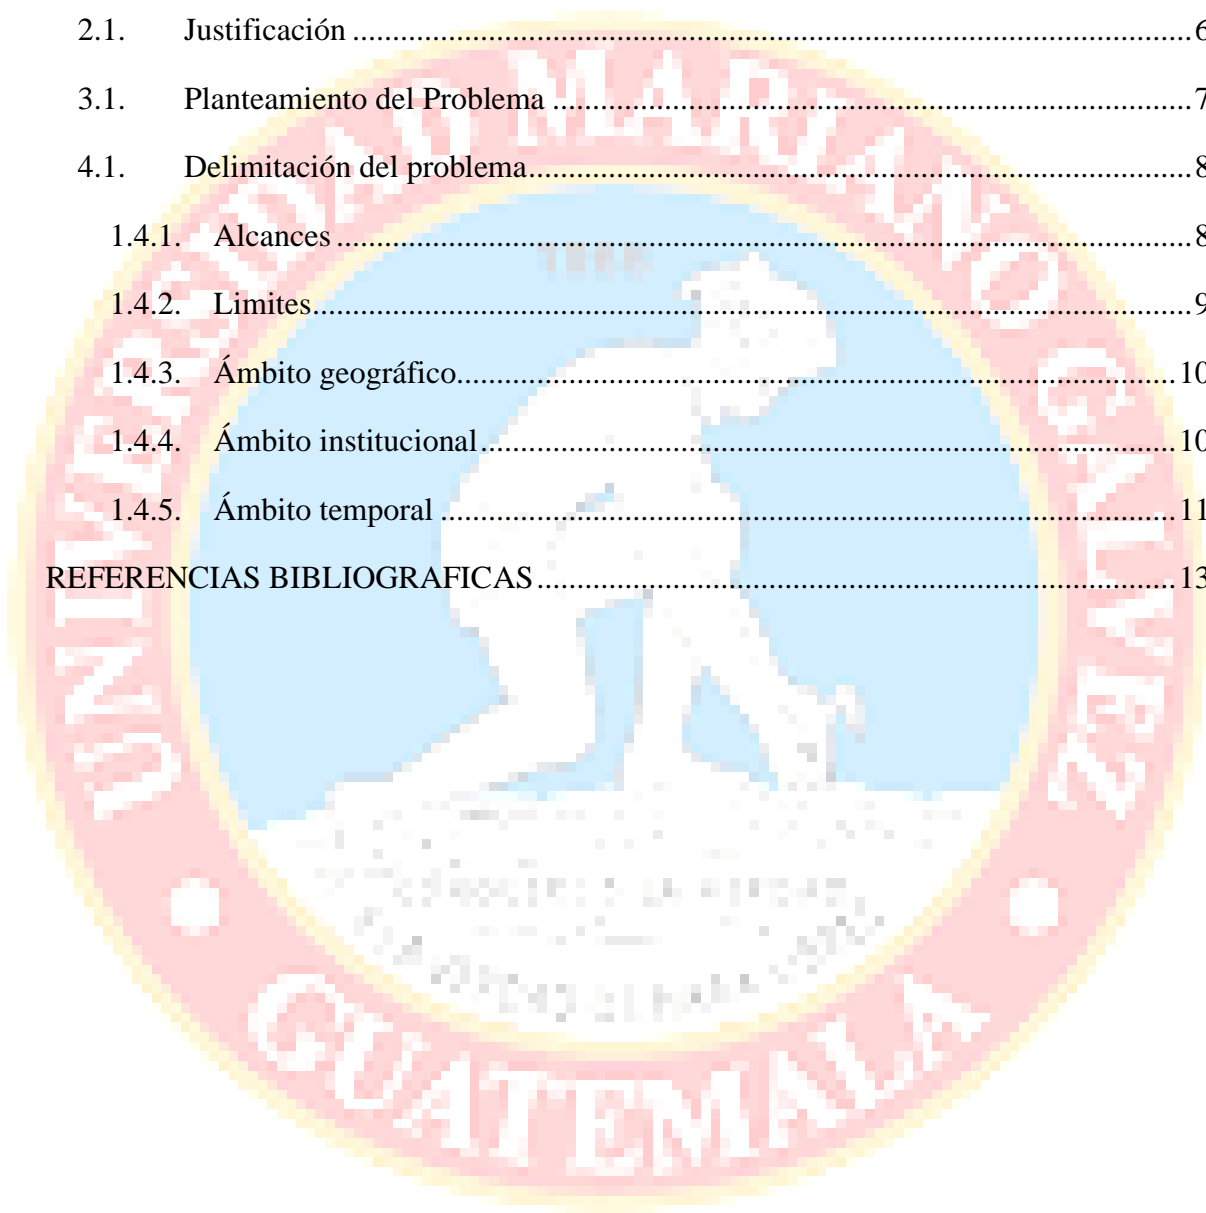 2.1. Justificación ........ 6
3.1. Planteamiento del Problema ........ 7
4.1. Delimitación del problema ........ 8
1.4.1. Alcances ........ 8
1.4.2. Limites ........ 9
1.4.3. Ámbito geográfico ........ 10
1.4.4. Ámbito institucional ........ 10
1.4.5. Ámbito temporal ........ 11
REFERENCIAS BIBLIOGRAFICAS ........ 13
UNIVERSIDAD MARIANO GALVEZ
GUATEMALA